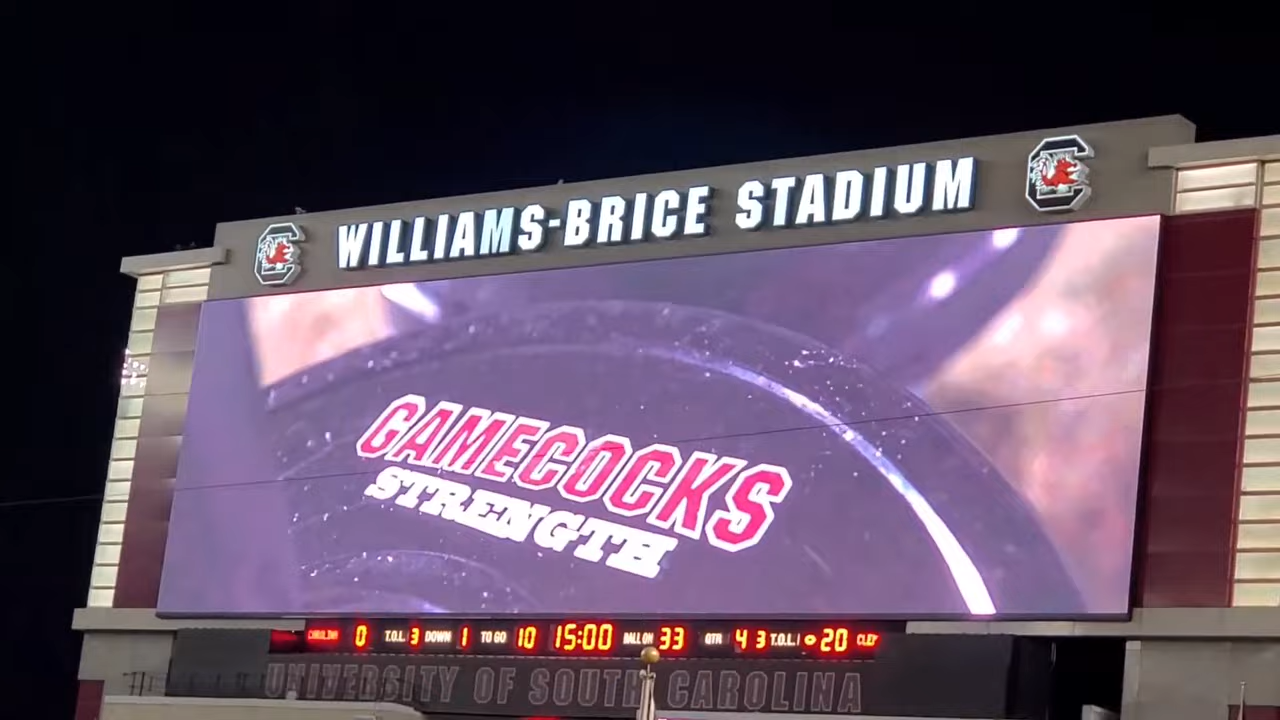 WILLIAMS-BRICE STADIUM
GAMECOCKS
STRENGTH
CAROLINA 0 T.O.L. 3 DOWN 1 TO GO 10 15:00 BALL ON 33 QTR 4 3 T.O.L. 20
UNIVERSITY OF SOUTH CAROLINA